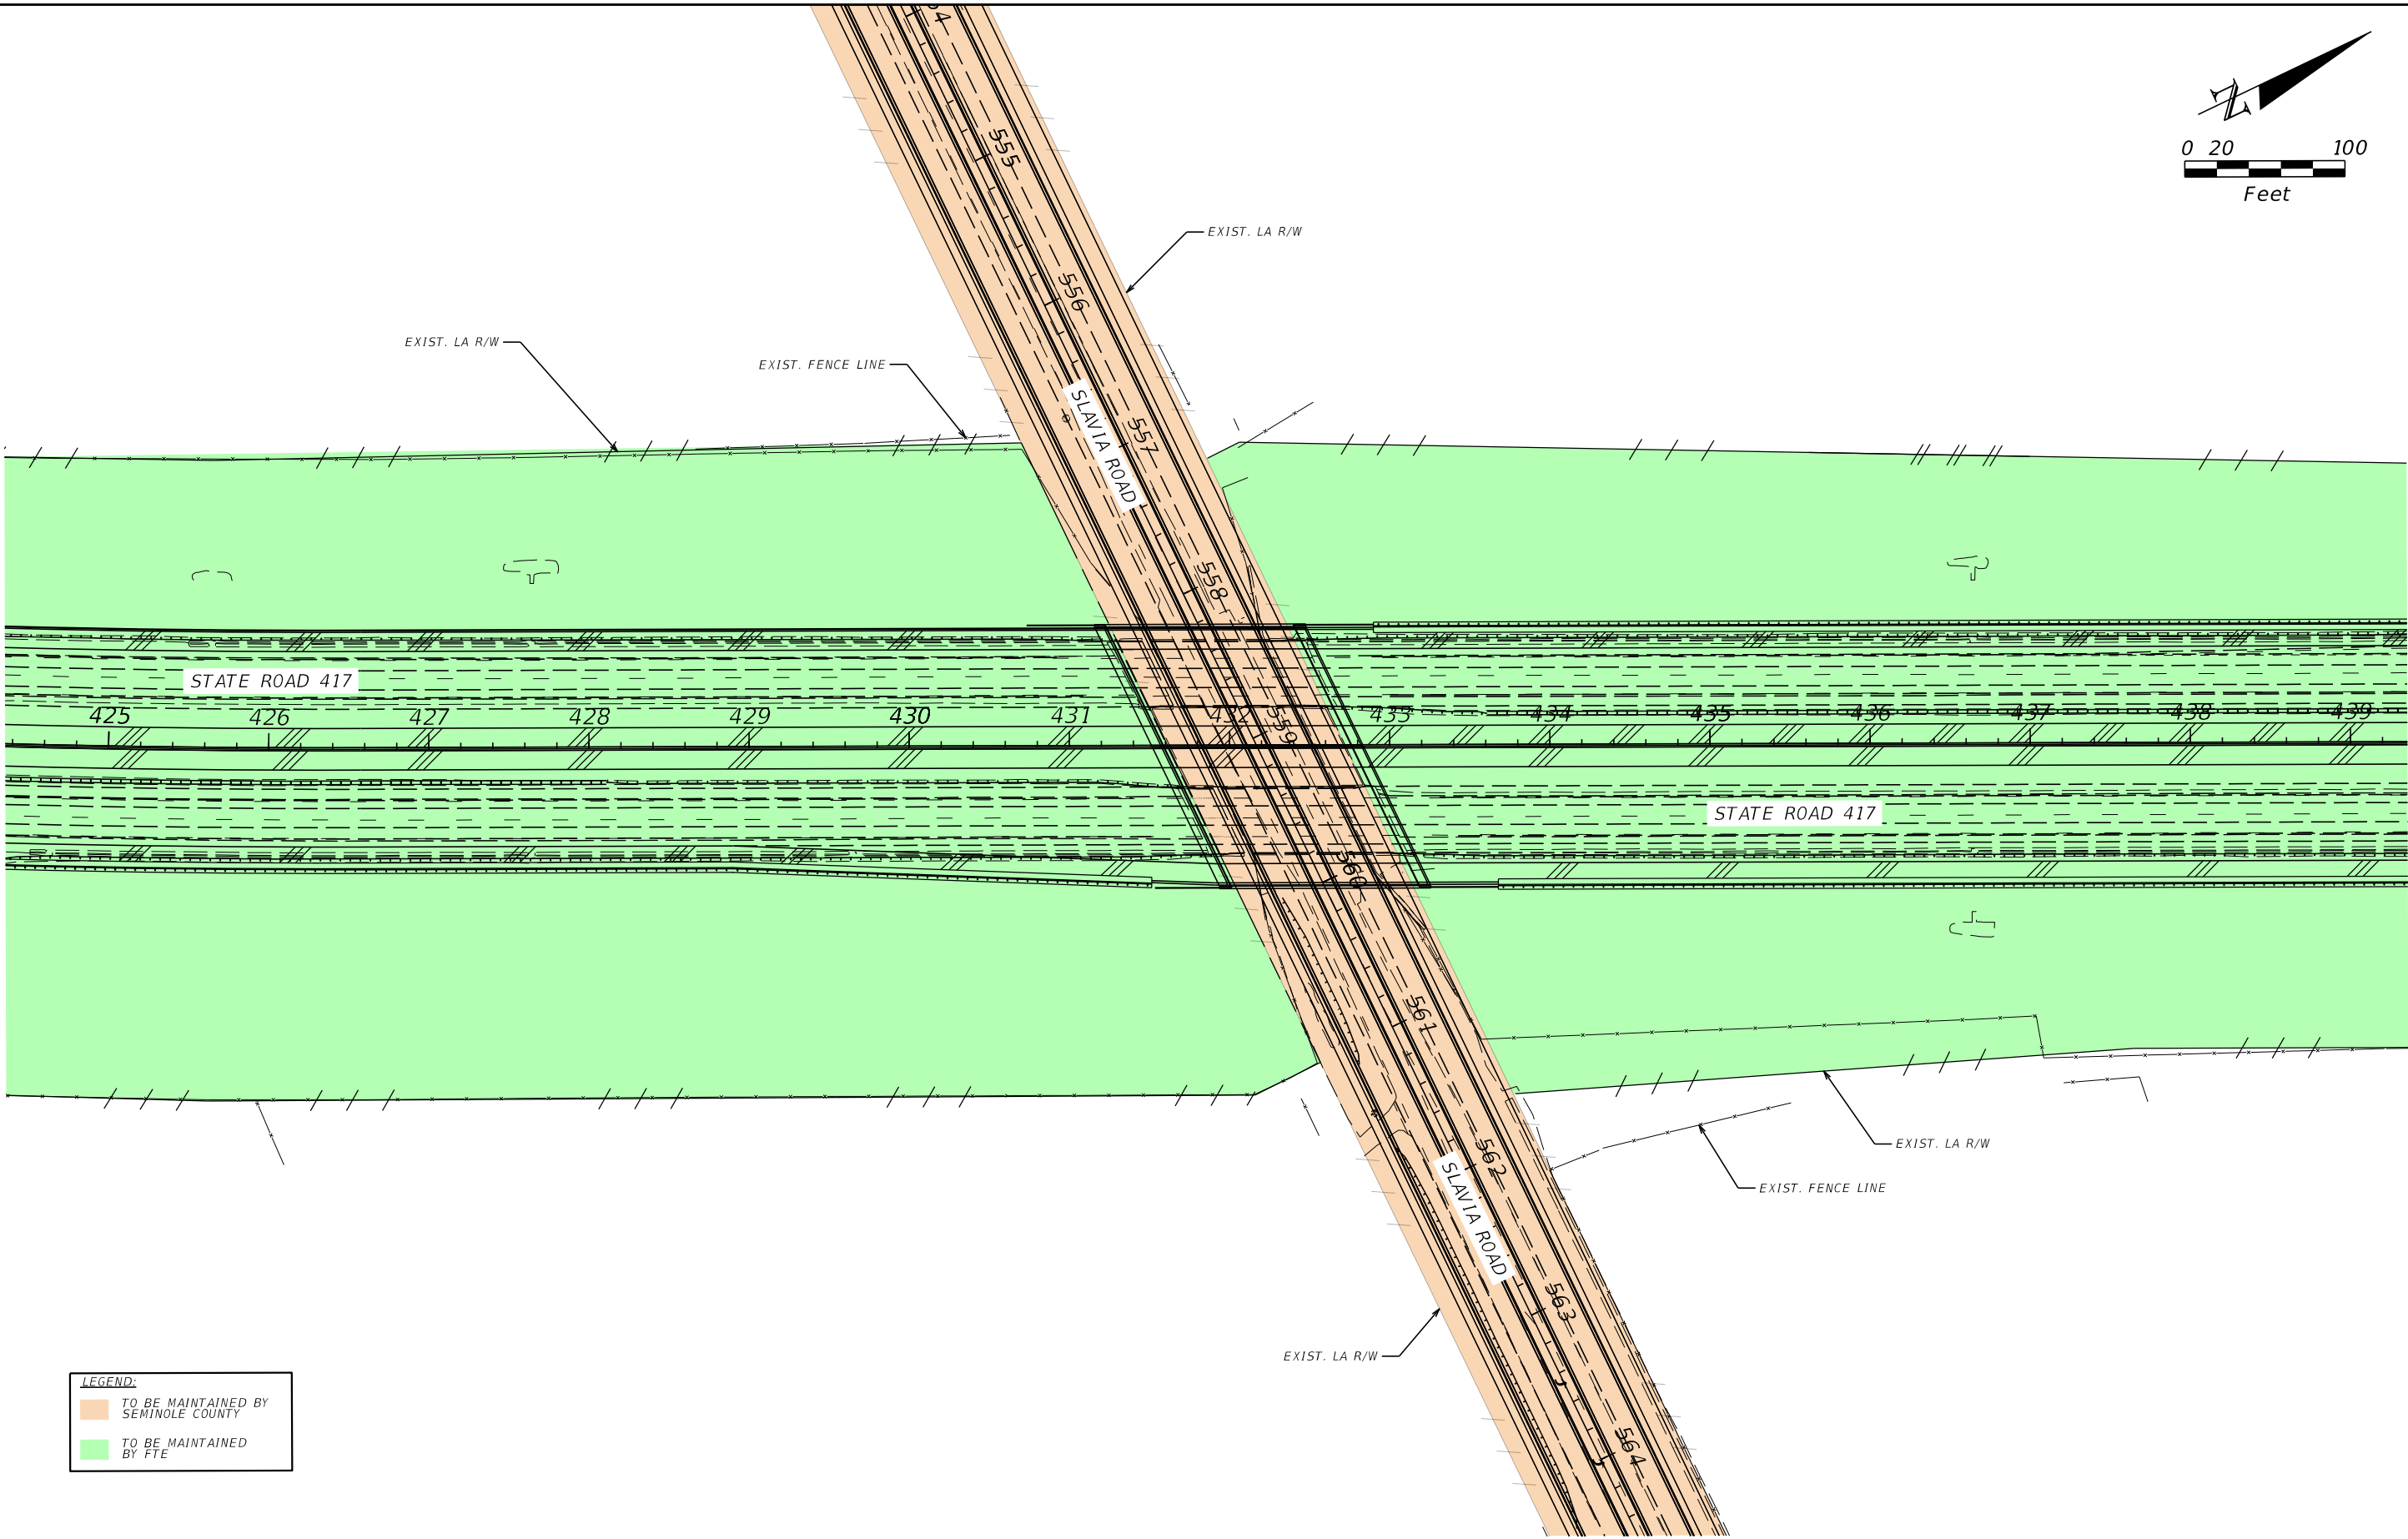 54
555
556
557
558
559
560
561
562
563
564
N
0 20 100
Feet
EXIST. LA R/W
EXIST. LA R/W
EXIST. FENCE LINE
SLAVIA ROAD
STATE ROAD 417
425 426 427 428 429 430 431 432 433 434 435 436 437 438 439
STATE ROAD 417
EXIST. LA R/W
EXIST. FENCE LINE
SLAVIA ROAD
EXIST. LA R/W
LEGEND:
TO BE MAINTAINED BY
SEMINOLE COUNTY
TO BE MAINTAINED
BY FTE